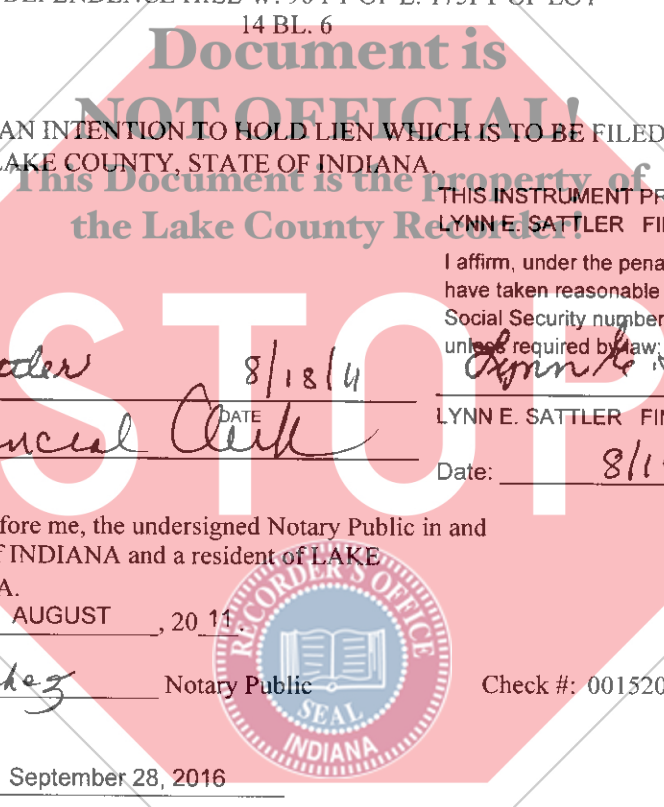 14 BL. 6
Document is
NOT OFFICIAL!
AN INTENTION TO HOLD LIEN WHICH IS TO BE FILED
LAKE COUNTY, STATE OF INDIANA.
This Document is the property of
the Lake County Recorder!
THIS INSTRUMENT PR
LYNN E. SATTLER FI
I affirm, under the pena
have taken reasonable
Social Security number
unless required by law;
8/18/11
DATE
Clerk
Lynn E.
LYNN E. SATTLER FI
Date: 8/1
STOP
fore me, the undersigned Notary Public in and
of INDIANA and a resident of LAKE
A.
AUGUST, 20 11.
Notary Public
Check #: 001520
RECORDER'S OFFICE
SEAL
INDIANA
September 28, 2016